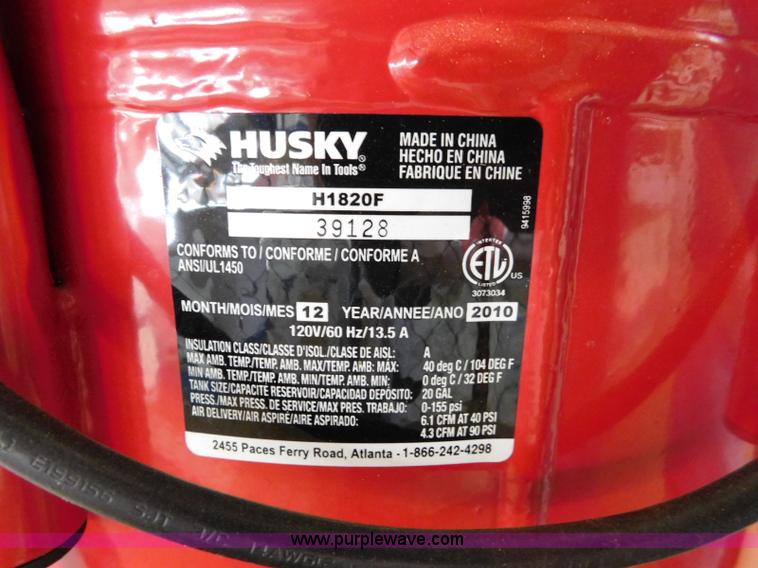 HUSKY®
The Toughest Name In Tools®
MADE IN CHINA
HECHO EN CHINA
FABRIQUE EN CHINE
H1820F
39128
9415998
CONFORMS TO / CONFORME / CONFORME A
ANSI/UL1450
INTERTEK
ETL
LISTED
US
3073034
MONTH/MOIS/MES 12 YEAR/ANNEE/ANO 2010
120V/60 Hz/13.5 A
INSULATION CLASS/CLASSE D'ISOL./CLASE DE AISL: A
MAX AMB. TEMP./TEMP. AMB. MAX/TEMP. AMB: MÁX: 40 deg C / 104 DEG F
MIN AMB. TEMP./TEMP. AMB. MIN/TEMP. AMB. MIN: 0 deg C / 32 DEG F
TANK SIZE/CAPACITE RESERVOIR/CAPACIDAD DEPÓSITO: 20 GAL
PRESS./MAX PRESS. DE SERVICE/MAX PRES. TRABAJO: 0-155 psi
AIR DELIVERY/AIR ASPIRE/AIRE ASPIRADO: 6.1 CFM AT 40 PSI
4.3 CFM AT 90 PSI
2455 Paces Ferry Road, Atlanta - 1-866-242-4298
E199155 SJT
www.purplewave.com